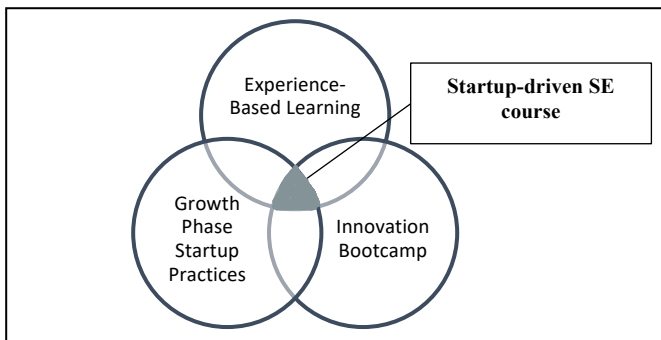 Experience-
Based Learning
Startup-driven SE
course
Growth
Phase
Startup
Practices
Innovation
Bootcamp